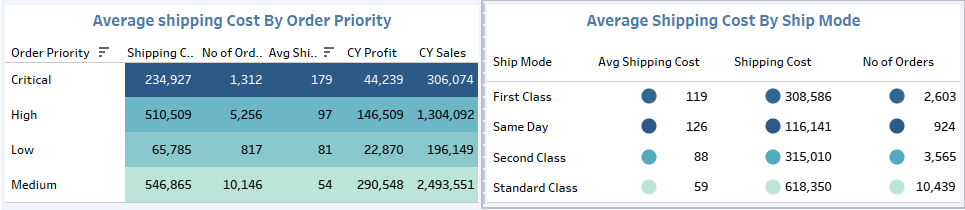 Average shipping Cost By Order Priority
Order Priority Shipping C.. No of Ord.. Avg Shi.. CY Profit CY Sales
Critical 234,927 1,312 179 44,239 306,074
High 510,509 5,256 97 146,509 1,304,092
Low 65,785 817 81 22,870 196,149
Medium 546,865 10,146 54 290,548 2,493,551
Average Shipping Cost By Ship Mode
Ship Mode Avg Shipping Cost Shipping Cost No of Orders
First Class 119 308,586 2,603
Same Day 126 116,141 924
Second Class 88 315,010 3,565
Standard Class 59 618,350 10,439